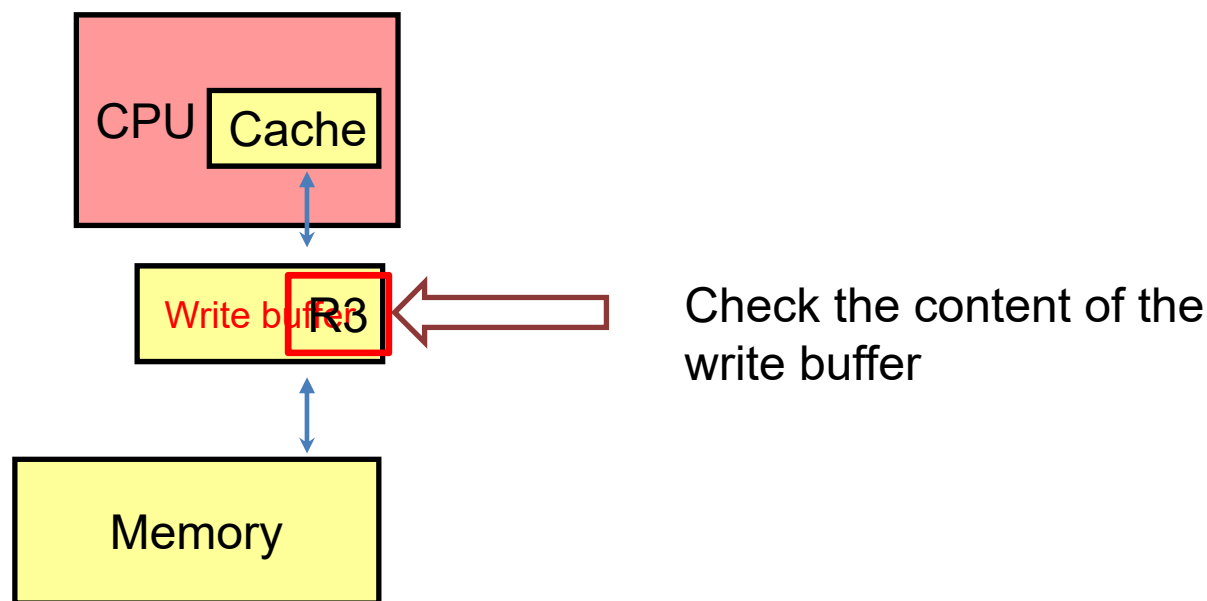 CPU
Cache
Write buffer
R3
Check the content of the
write buffer
Memory